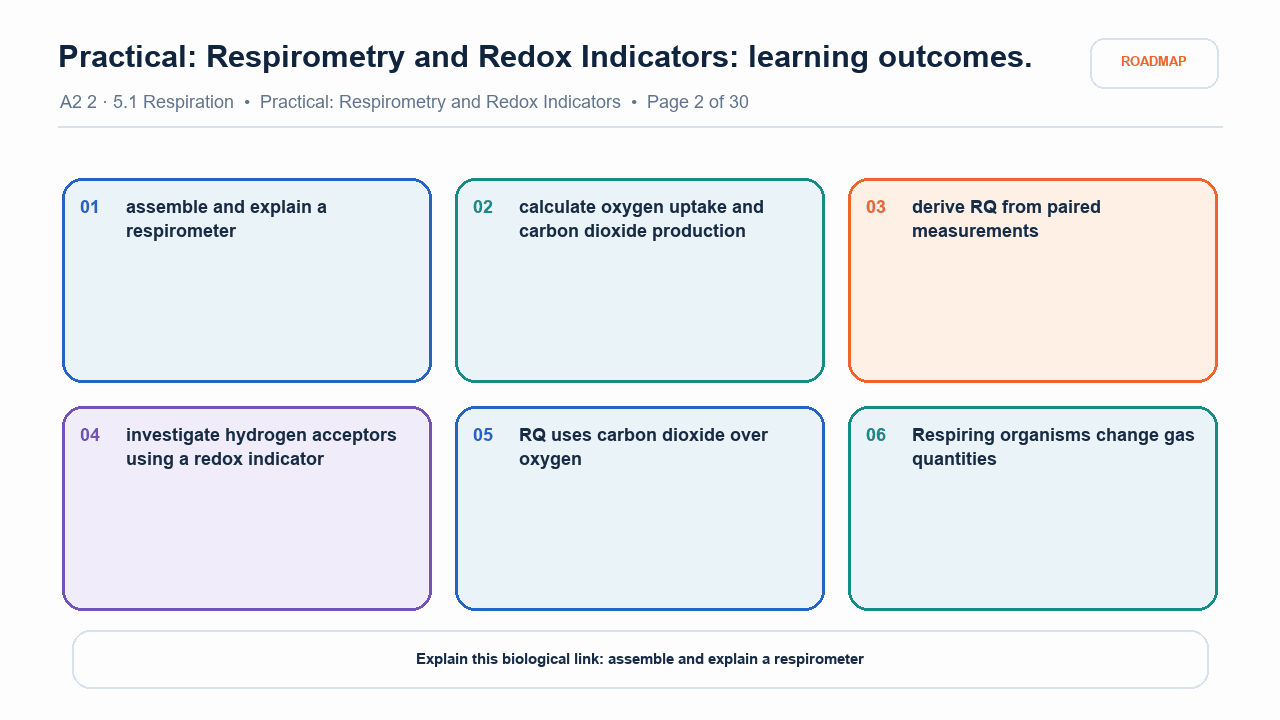 Practical: Respirometry and Redox Indicators: learning outcomes.
ROADMAP
A2 2 · 5.1 Respiration • Practical: Respirometry and Redox Indicators • Page 2 of 30
01 assemble and explain a
respirometer
02 calculate oxygen uptake and
carbon dioxide production
03 derive RQ from paired
measurements
04 investigate hydrogen acceptors
using a redox indicator
05 RQ uses carbon dioxide over
oxygen
06 Respiring organisms change gas
quantities
Explain this biological link: assemble and explain a respirometer